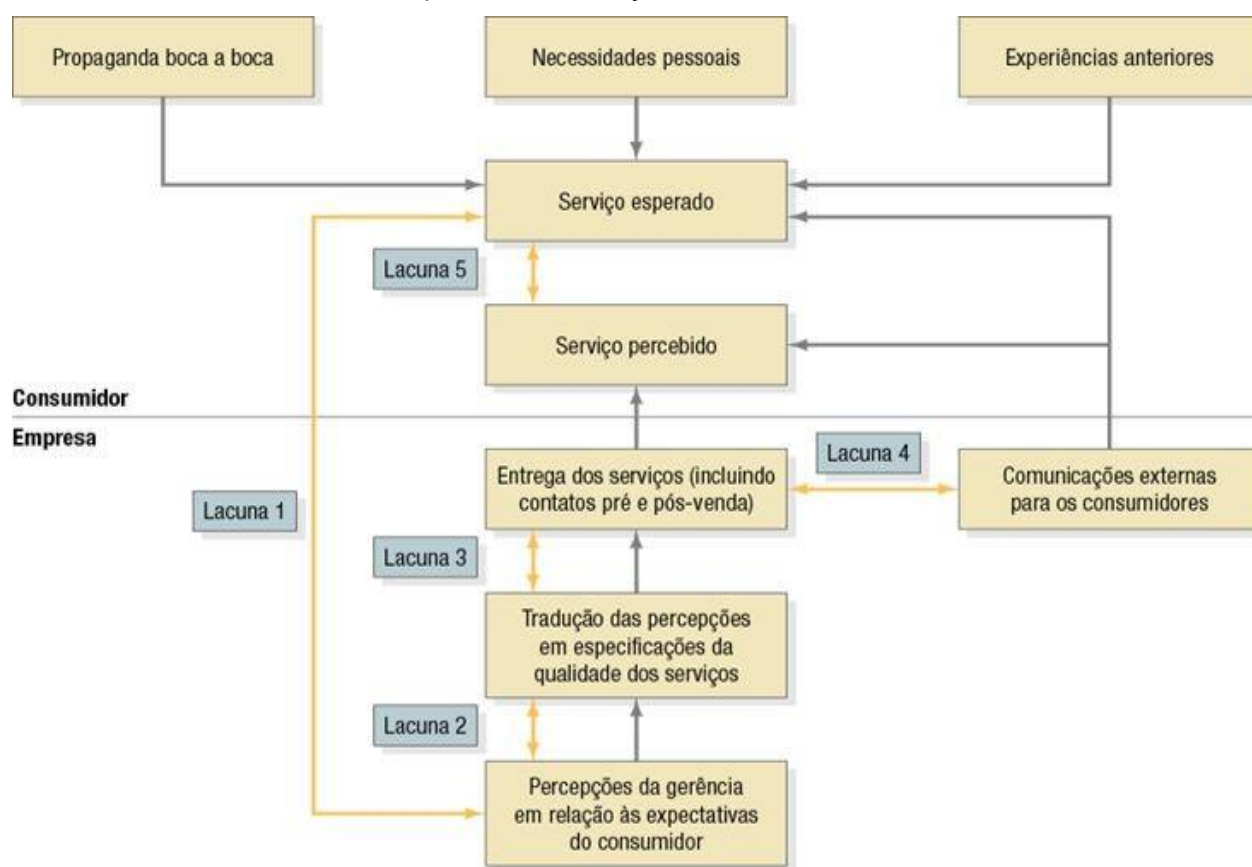 Propaganda boca a boca
Necessidades pessoais
Experiências anteriores
Serviço esperado
Lacuna 5
Serviço percebido
Consumidor
Empresa
Lacuna 4
Entrega dos serviços (incluindo
contatos pré e pós-venda)
Comunicações externas
para os consumidores
Lacuna 1
Lacuna 3
Tradução das percepções
em especificações da
qualidade dos serviços
Lacuna 2
Percepções da gerência
em relação às expectativas
do consumidor